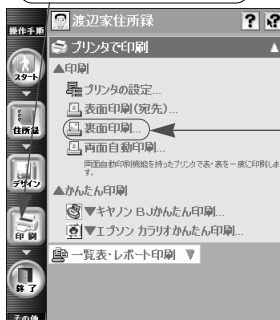 操作手順
渡辺家住所録
? ?
プリンタで印刷 ▲
▲印刷
プリンタの設定...
表面印刷(宛先)...
裏面印刷...
両面自動印刷...
両面自動印刷機能を持ったプリンタで表・裏を一度に印刷します。
▲かんたん印刷
▼キヤノン BJかんたん印刷...
▼エプソン カラリオかんたん印刷...
一覧表・レポート印刷 ▼
スタート
住所録
デザイン
印刷
終了
その他